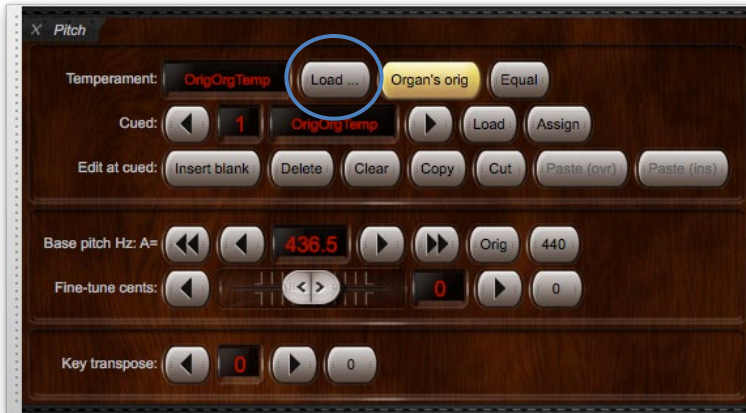 X Pitch
Temperament: OrigOrgTemp Load ... Organ's orig Equal
Cued: 1 OrigOrgTemp Load Assign
Edit at cued: Insert blank Delete Clear Copy Cut Paste (ovr) Paste (ins)
Base pitch Hz: A= 436.5 Orig 440
Fine-tune cents: < > 0 0
Key transpose: 0 0